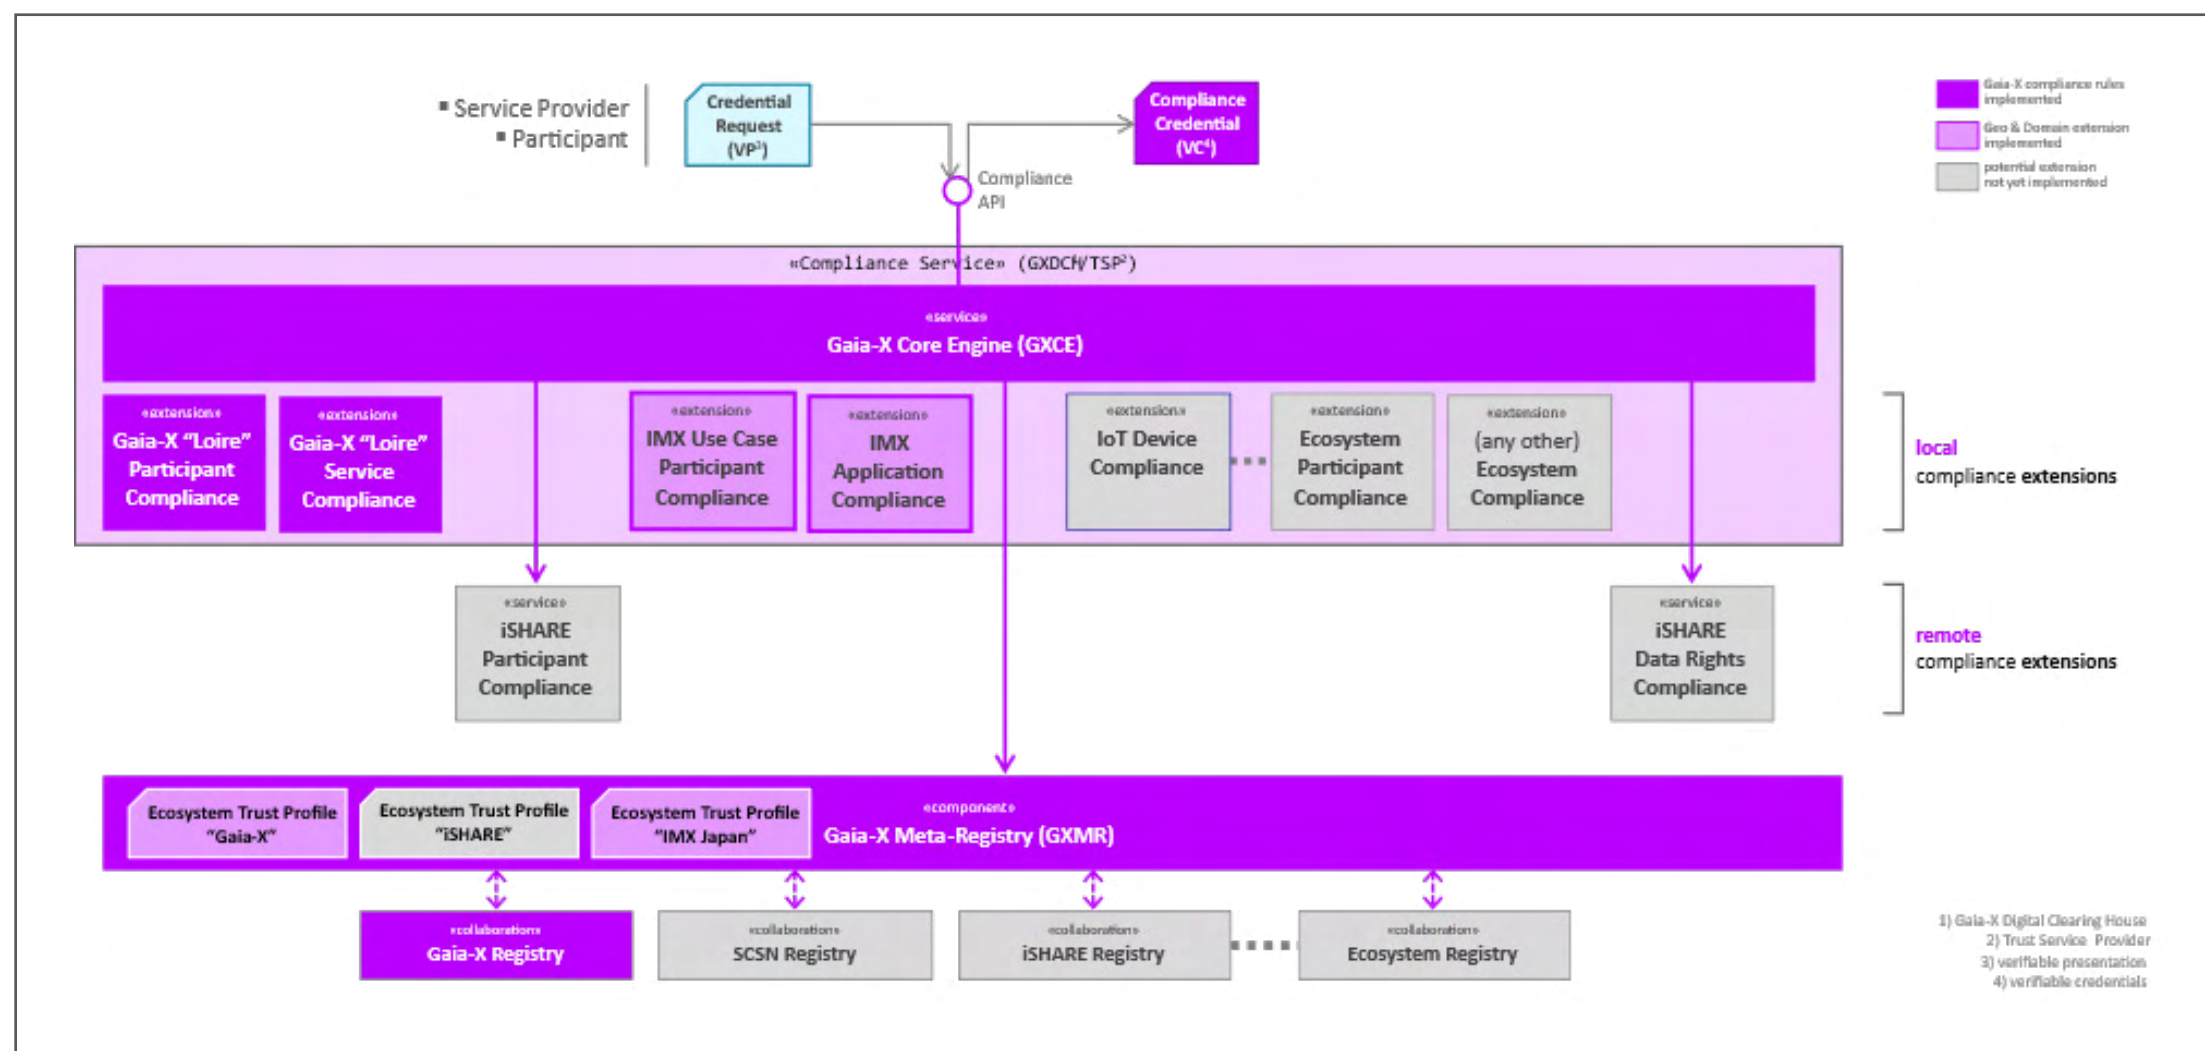 ▪ Service Provider
▪ Participant
Credential
Request
(VP³)
Compliance
Credential
(VC⁴)
Compliance
API
Gaia-X compliance rules
implemented
Geo & Domain extension
implemented
potential extension
not yet implemented
«Compliance Service» (GXDCH/TSP²)
«service»
Gaia-X Core Engine (GXCE)
«extension»
Gaia-X “Loire”
Participant
Compliance
«extension»
Gaia-X “Loire”
Service
Compliance
«extension»
IMX Use Case
Participant
Compliance
«extension»
IMX
Application
Compliance
«extension»
IoT Device
Compliance
«extension»
Ecosystem
Participant
Compliance
«extension»
(any other)
Ecosystem
Compliance
local
compliance extensions
«service»
iSHARE
Participant
Compliance
«service»
iSHARE
Data Rights
Compliance
remote
compliance extensions
Ecosystem Trust Profile
“Gaia-X”
Ecosystem Trust Profile
“iSHARE”
Ecosystem Trust Profile
“IMX Japan”
«component»
Gaia-X Meta-Registry (GXMR)
«collaboration»
Gaia-X Registry
«collaboration»
SCSN Registry
«collaboration»
iSHARE Registry
«collaboration»
Ecosystem Registry
1) Gaia-X Digital Clearing House
2) Trust Service Provider
3) verifiable presentation
4) verifiable credentials